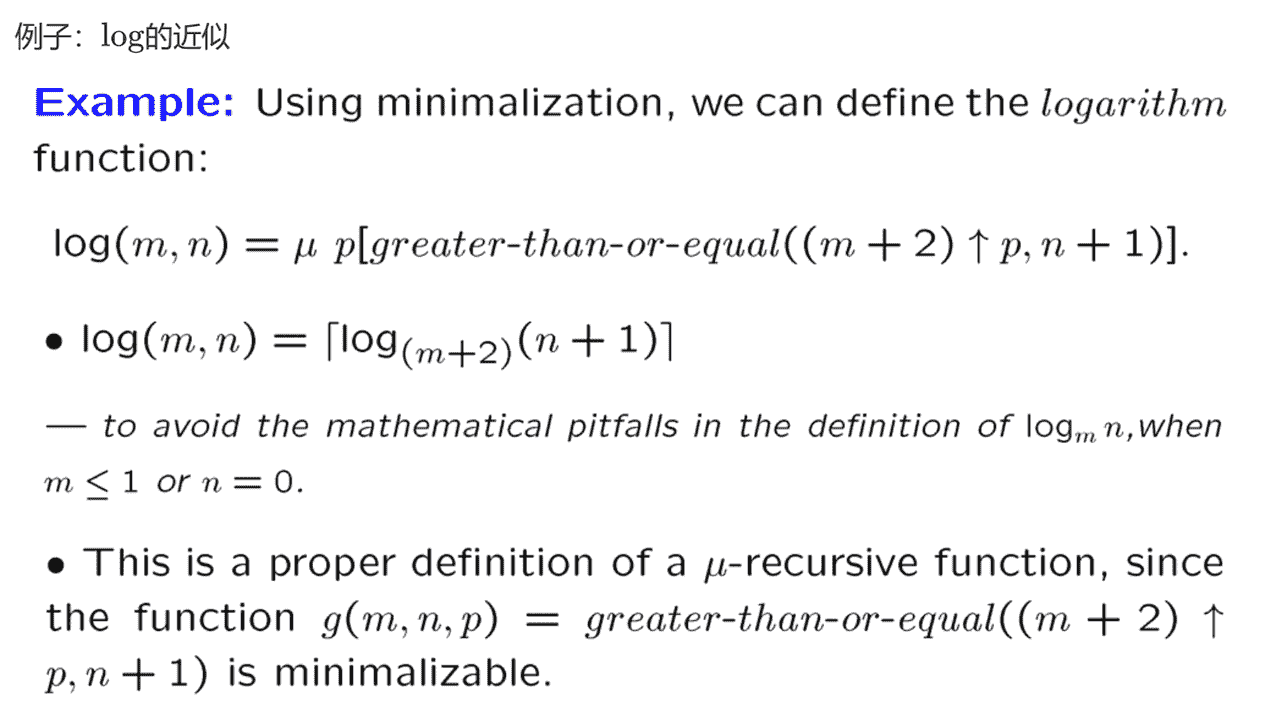 例子：log的近似
Example: Using minimalization, we can define the logarithm
function:
log(m, n) = μ p[greater-than-or-equal((m + 2) ↑ p, n + 1)].
• log(m, n) = ⌈log₍ₘ₊₂₎(n + 1)⌉
— to avoid the mathematical pitfalls in the definition of logₘ n,when
m ≤ 1 or n = 0.
• This is a proper definition of a μ-recursive function, since
the function g(m, n, p) = greater-than-or-equal((m + 2) ↑
p, n + 1) is minimalizable.